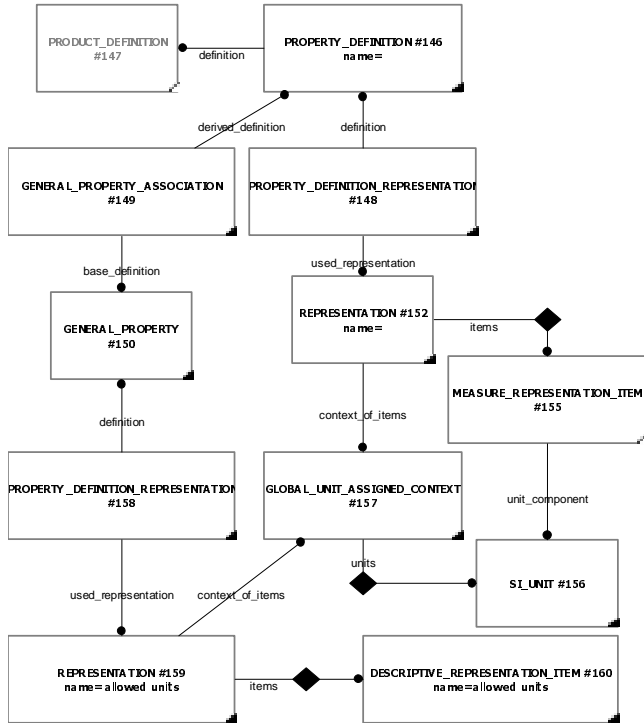 PRODUCT_DEFINITION
#147
definition
PROPERTY_DEFINITION #146
name=
derived_definition
definition
GENERAL_PROPERTY_ASSOCIATION
#149
PROPERTY_DEFINITION_REPRESENTATION
#148
base_definition
used_representation
GENERAL_PROPERTY
#150
REPRESENTATION #152
name=
items
MEASURE_REPRESENTATION_ITEM
#155
definition
context_of_items
PROPERTY_DEFINITION_REPRESENTATION
#158
GLOBAL_UNIT_ASSIGNED_CONTEXT
#157
unit_component
units
SI_UNIT #156
used_representation
context_of_items
REPRESENTATION #159
name=allowed units
items
DESCRIPTIVE_REPRESENTATION_ITEM #160
name=allowed units